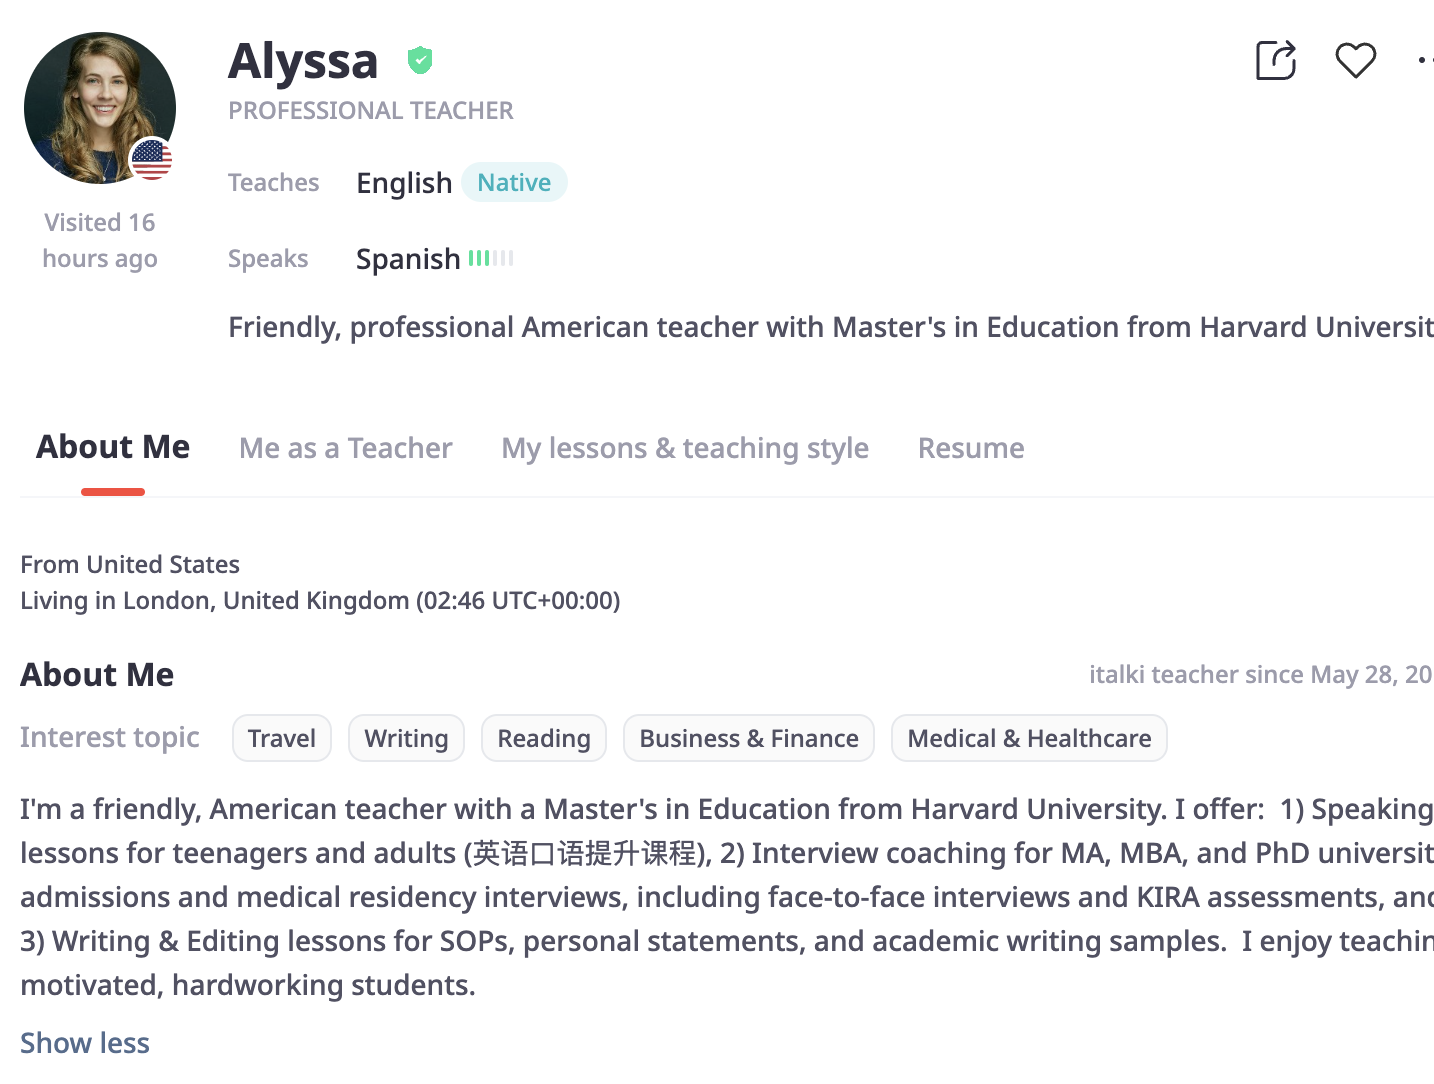 Alyssa
PROFESSIONAL TEACHER
Visited 16
hours ago
Teaches English Native
Speaks Spanish
Friendly, professional American teacher with Master's in Education from Harvard Universit
About Me Me as a Teacher My lessons & teaching style Resume
From United States
Living in London, United Kingdom (02:46 UTC+00:00)
About Me italki teacher since May 28, 20
Interest topic Travel Writing Reading Business & Finance Medical & Healthcare
I'm a friendly, American teacher with a Master's in Education from Harvard University. I offer:  1) Speaking
lessons for teenagers and adults (英语口语提升课程), 2) Interview coaching for MA, MBA, and PhD universit
admissions and medical residency interviews, including face-to-face interviews and KIRA assessments, and
3) Writing & Editing lessons for SOPs, personal statements, and academic writing samples.  I enjoy teachin
motivated, hardworking students.
Show less